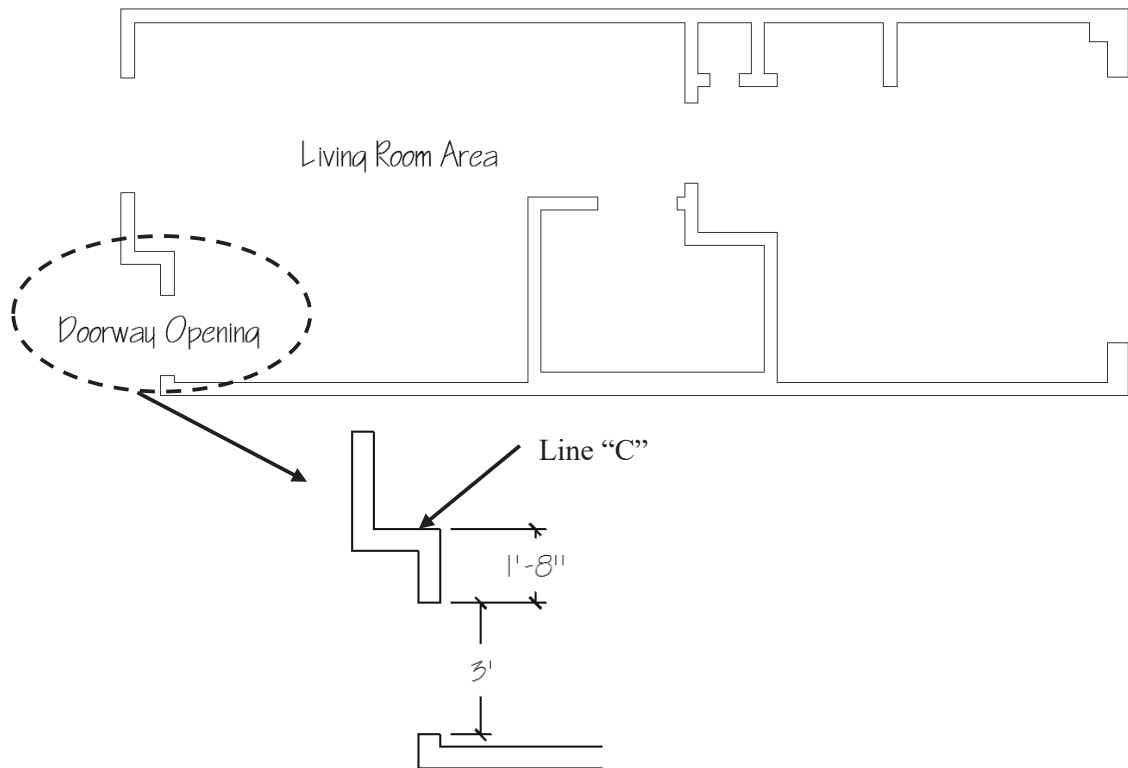 Living Room Area
Doorway Opening
Line “C”
1'-8"
3'